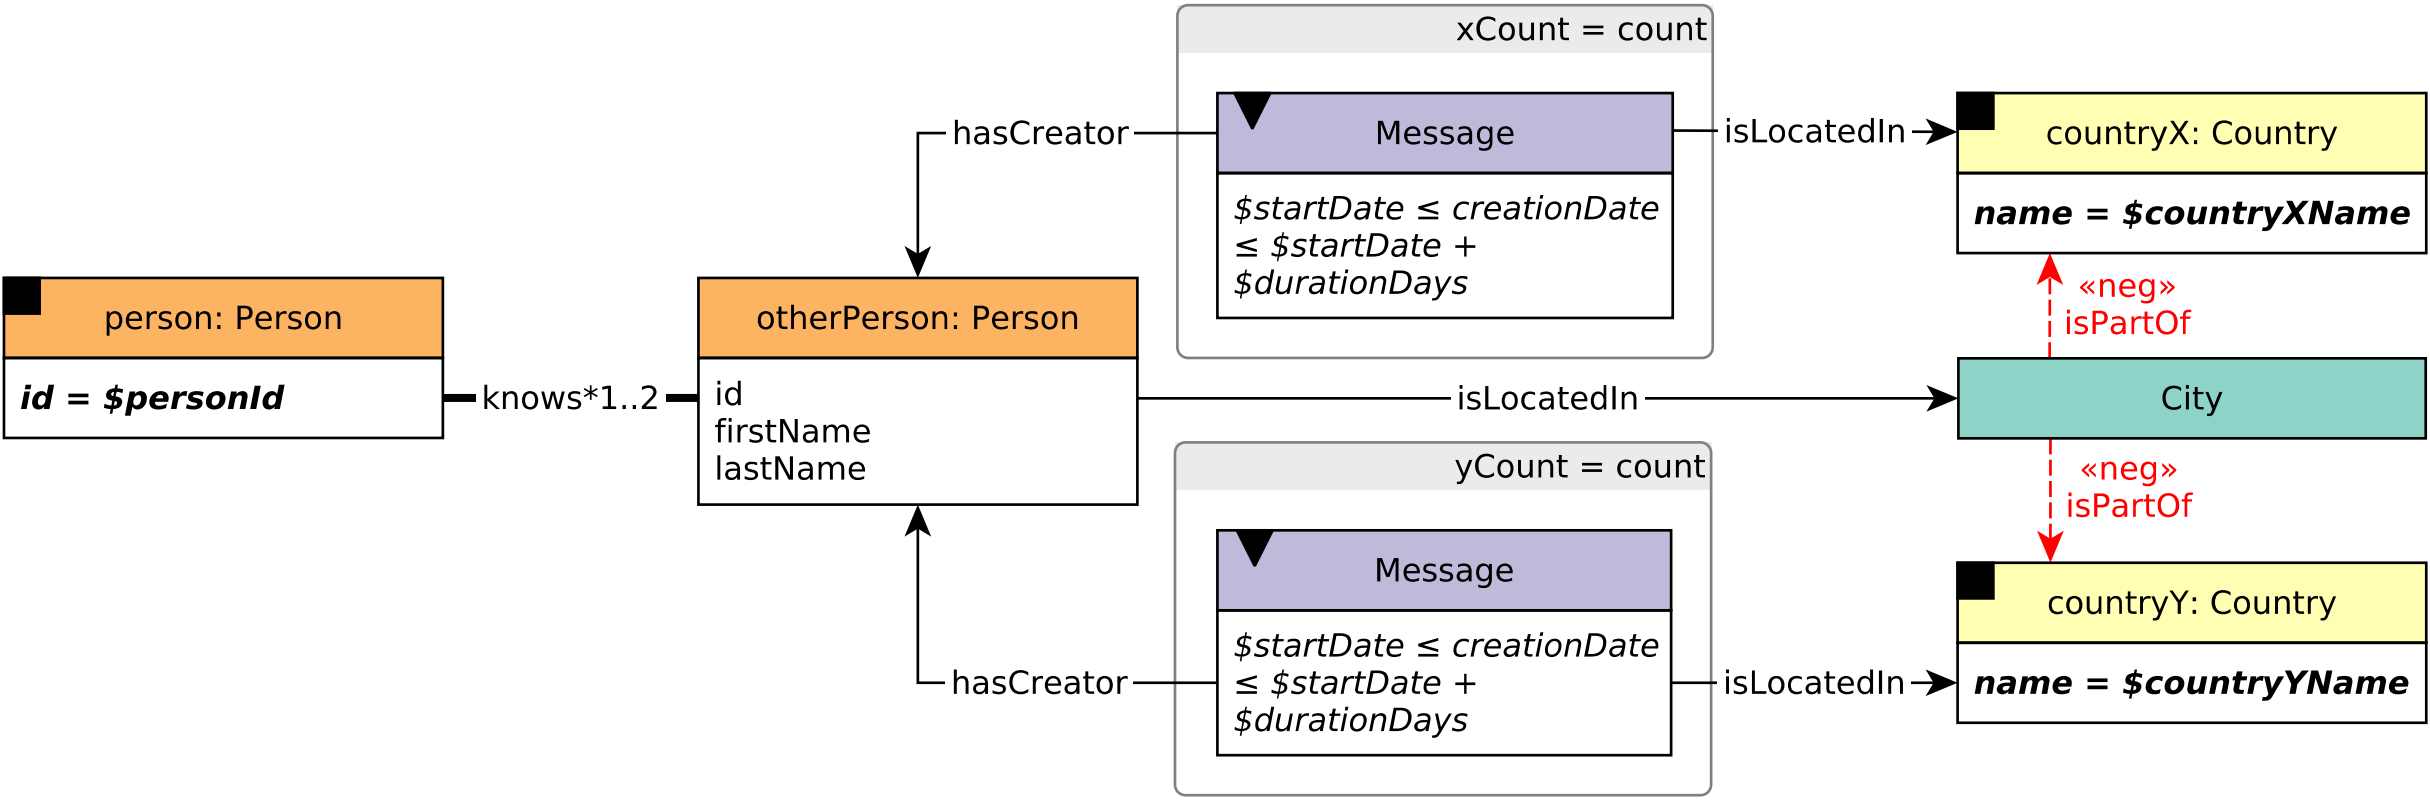 xCount = count
hasCreator
Message
isLocatedIn
countryX: Country
$startDate ≤ creationDate
≤ $startDate +
$durationDays
name = $countryXName
«neg»
isPartOf
person: Person
id = $personId
knows*1..2
otherPerson: Person
id
firstName
lastName
isLocatedIn
City
yCount = count
«neg»
isPartOf
Message
countryY: Country
$startDate ≤ creationDate
≤ $startDate +
$durationDays
hasCreator
isLocatedIn
name = $countryYName